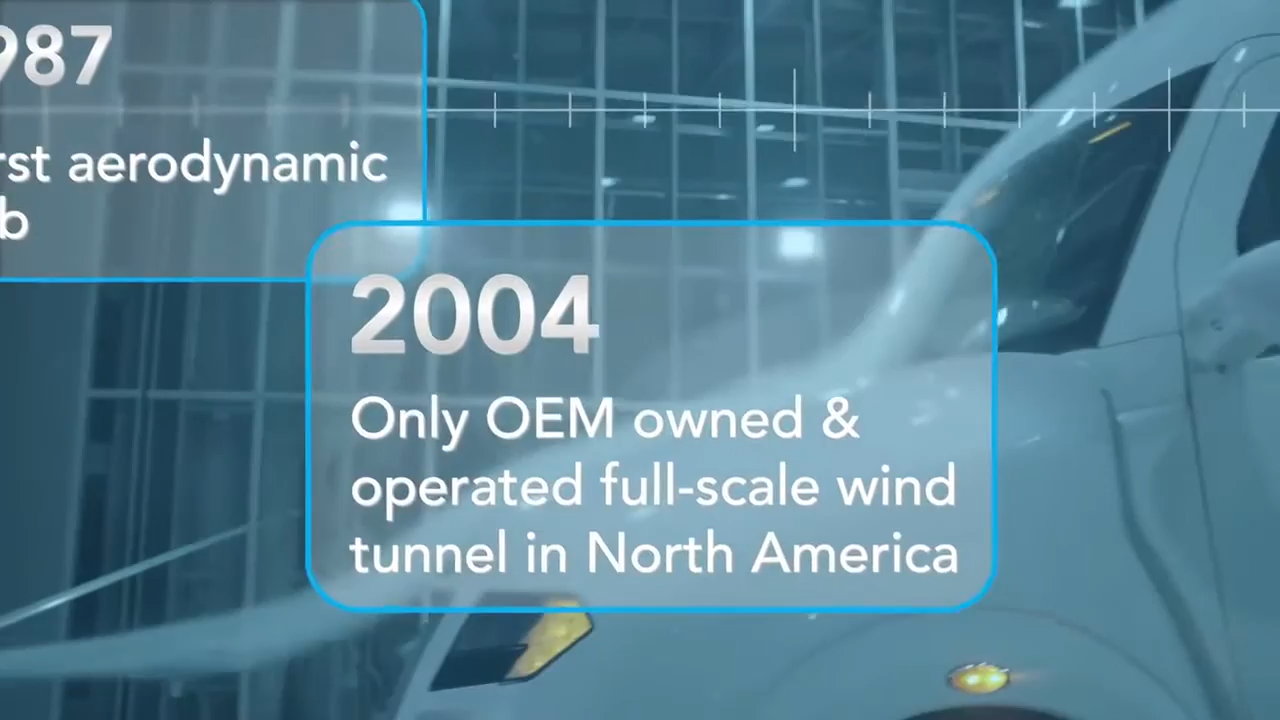 987
rst aerodynamic
b
2004
Only OEM owned &
operated full-scale wind
tunnel in North America